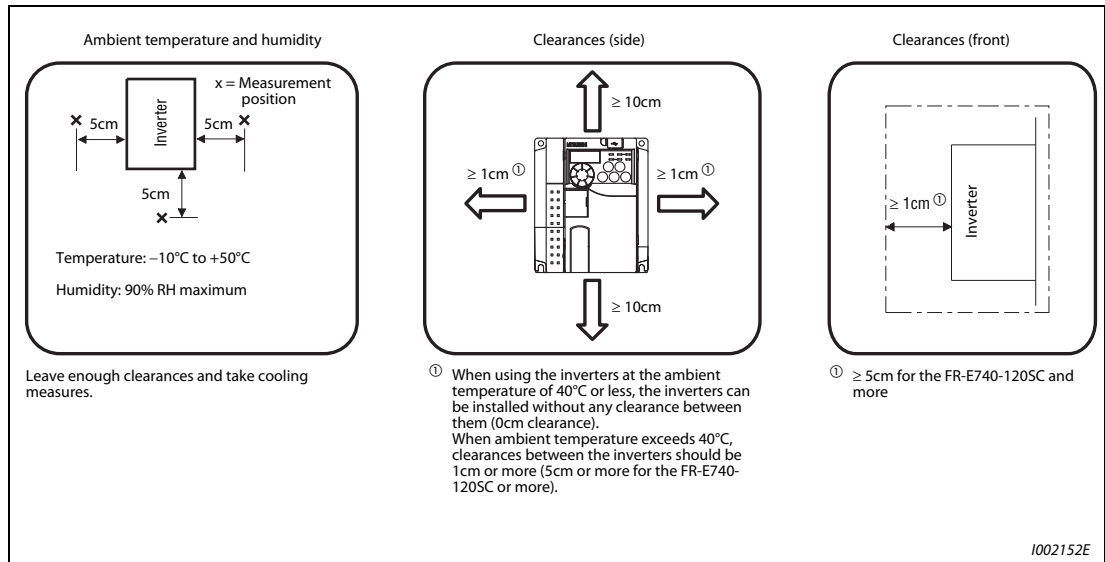 Ambient temperature and humidity
x = Measurement
position
5cm
Inverter
5cm
5cm
Temperature: –10°C to +50°C
Humidity: 90% RH maximum
Leave enough clearances and take cooling
measures.
Clearances (side)
≥ 10cm
≥ 1cm ①
≥ 1cm ①
≥ 10cm
① When using the inverters at the ambient
temperature of 40°C or less, the inverters can
be installed without any clearance between
them (0cm clearance).
When ambient temperature exceeds 40°C,
clearances between the inverters should be
1cm or more (5cm or more for the FR-E740-
120SC or more).
Clearances (front)
≥ 1cm ①
Inverter
① ≥ 5cm for the FR-E740-120SC and
more
I002152E